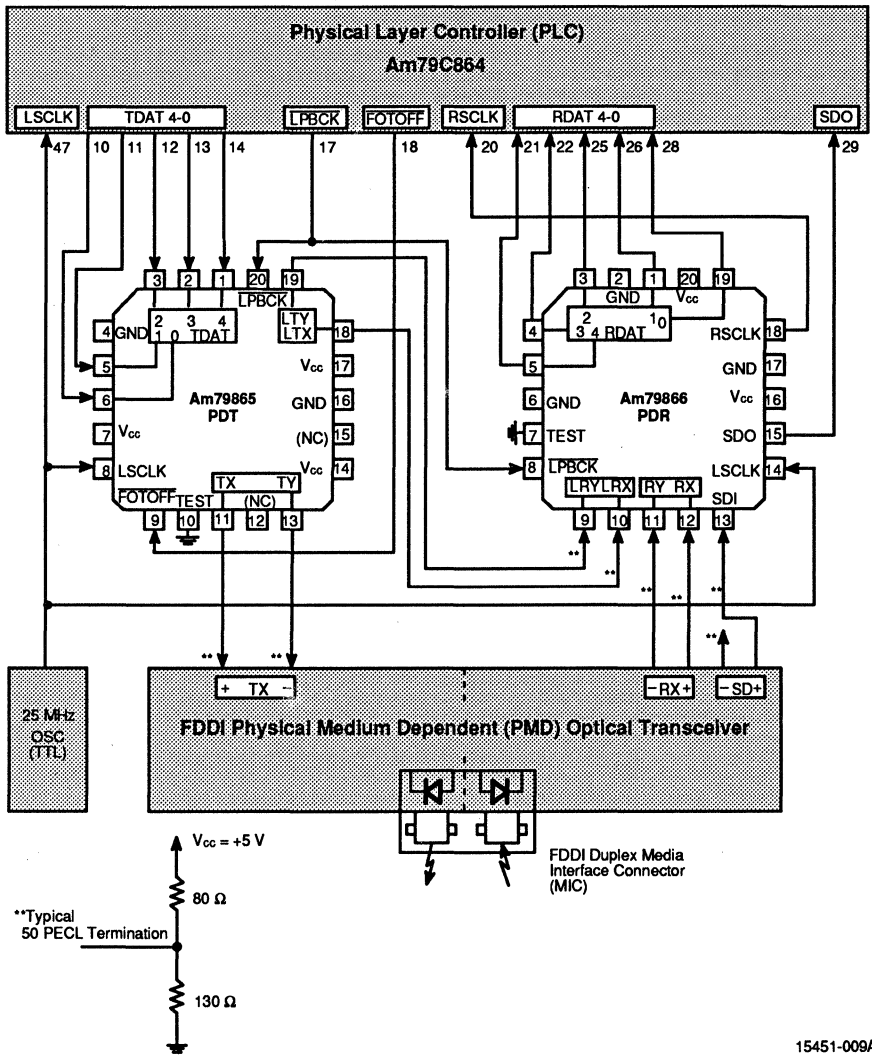 Physical Layer Controller (PLC)
Am79C864
LSCLK TDAT 4-0 LPBCK FOTOFF RSCLK RDAT 4-0 SDO
47 10 11 12 13 14 17 18 20 21 22 25 26 28 29
3 2 1 20 19
LPBCK
4 GND
2 3 4
1 0 TDAT
LTY
LTX
18
5
6
7 Vcc
8 LSCLK
Am79865
PDT
Vcc 17
GND 16
(NC) 15
Vcc 14
TX TY
FOTOFF TEST (NC)
9 10 11 12 13
3 2 1 20 19
GND Vcc
4
2 1 0
3 4 RDAT
RSCLK 18
5
GND 17
6 GND
Am79866
PDR
Vcc 16
7 TEST
SDO 15
8 LPBCK
LSCLK 14
LRY LRX RY RX
SDI
9 10 11 12 13
** ** ** ** **
** ** **
25 MHz
OSC
(TTL)
+ TX -
- RX +
- SD +
FDDI Physical Medium Dependent (PMD) Optical Transceiver
FDDI Duplex Media
Interface Connector
(MIC)
Vcc = +5 V
80 Ω
**Typical
50 PECL Termination
130 Ω
15451-009A